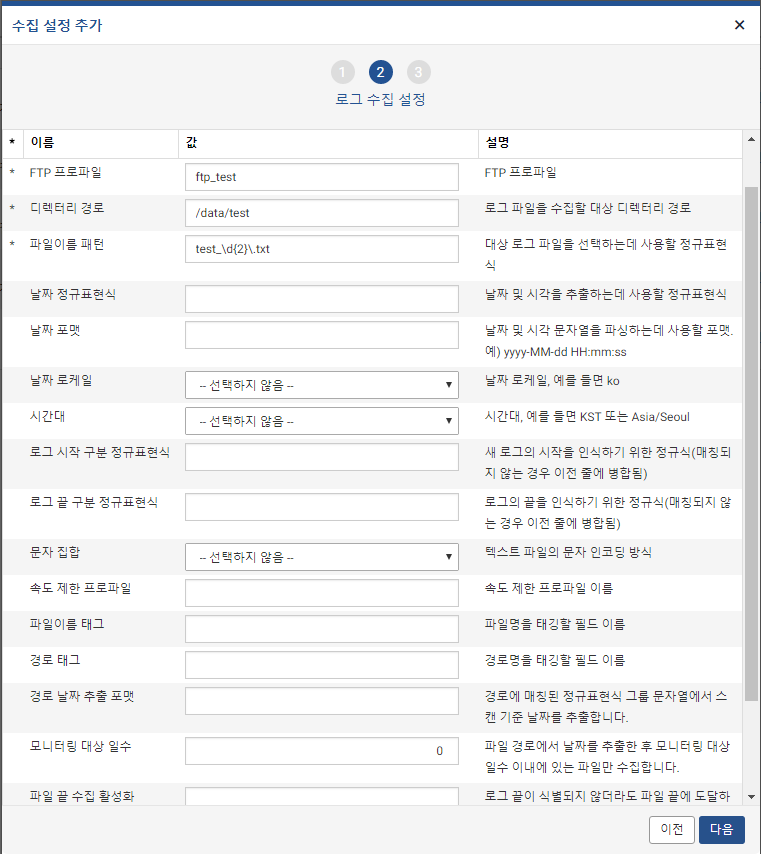 수집 설정 추가 ×
1 2 3
로그 수집 설정
* 이름 값 설명
* FTP 프로파일 ftp_test FTP 프로파일
* 디렉터리 경로 /data/test 로그 파일을 수집할 대상 디렉터리 경로
* 파일이름 패턴 test_\d{2}\.txt 대상 로그 파일을 선택하는데 사용할 정규표현
식
날짜 정규표현식 날짜 및 시각을 추출하는데 사용할 정규표현식
날짜 포맷 날짜 및 시각 문자열을 파싱하는데 사용할 포맷.
예) yyyy-MM-dd HH:mm:ss
날짜 로케일 -- 선택하지 않음 -- 날짜 로케일, 예를 들면 ko
시간대 -- 선택하지 않음 -- 시간대, 예를 들면 KST 또는 Asia/Seoul
로그 시작 구분 정규표현식 새 로그의 시작을 인식하기 위한 정규식(매칭되
지 않는 경우 이전 줄에 병합됨)
로그 끝 구분 정규표현식 로그의 끝을 인식하기 위한 정규식(매칭되지 않
는 경우 이전 줄에 병합됨)
문자 집합 -- 선택하지 않음 -- 텍스트 파일의 문자 인코딩 방식
속도 제한 프로파일 속도 제한 프로파일 이름
파일이름 태그 파일명을 태깅할 필드 이름
경로 태그 경로명을 태깅할 필드 이름
경로 날짜 추출 포맷 경로에 매칭된 정규표현식 그룹 문자열에서 스
캔 기준 날짜를 추출합니다.
모니터링 대상 일수 0 파일 경로에서 날짜를 추출한 후 모니터링 대상
일수 이내에 있는 파일만 수집합니다.
파일 끝 수집 활성화 로그 끝이 식별되지 않더라도 파일 끝에 도달하
이전 다음